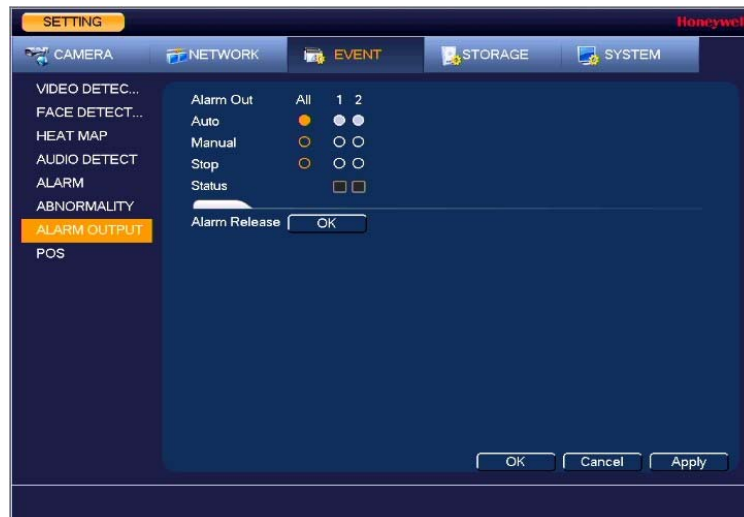 SETTING
Honeywell
CAMERA NETWORK EVENT STORAGE SYSTEM
VIDEO DETEC...
FACE DETECT...
HEAT MAP
AUDIO DETECT
ALARM
ABNORMALITY
ALARM OUTPUT
POS
Alarm Out All 1 2
Auto
Manual
Stop
Status
Alarm Release OK
OK Cancel Apply